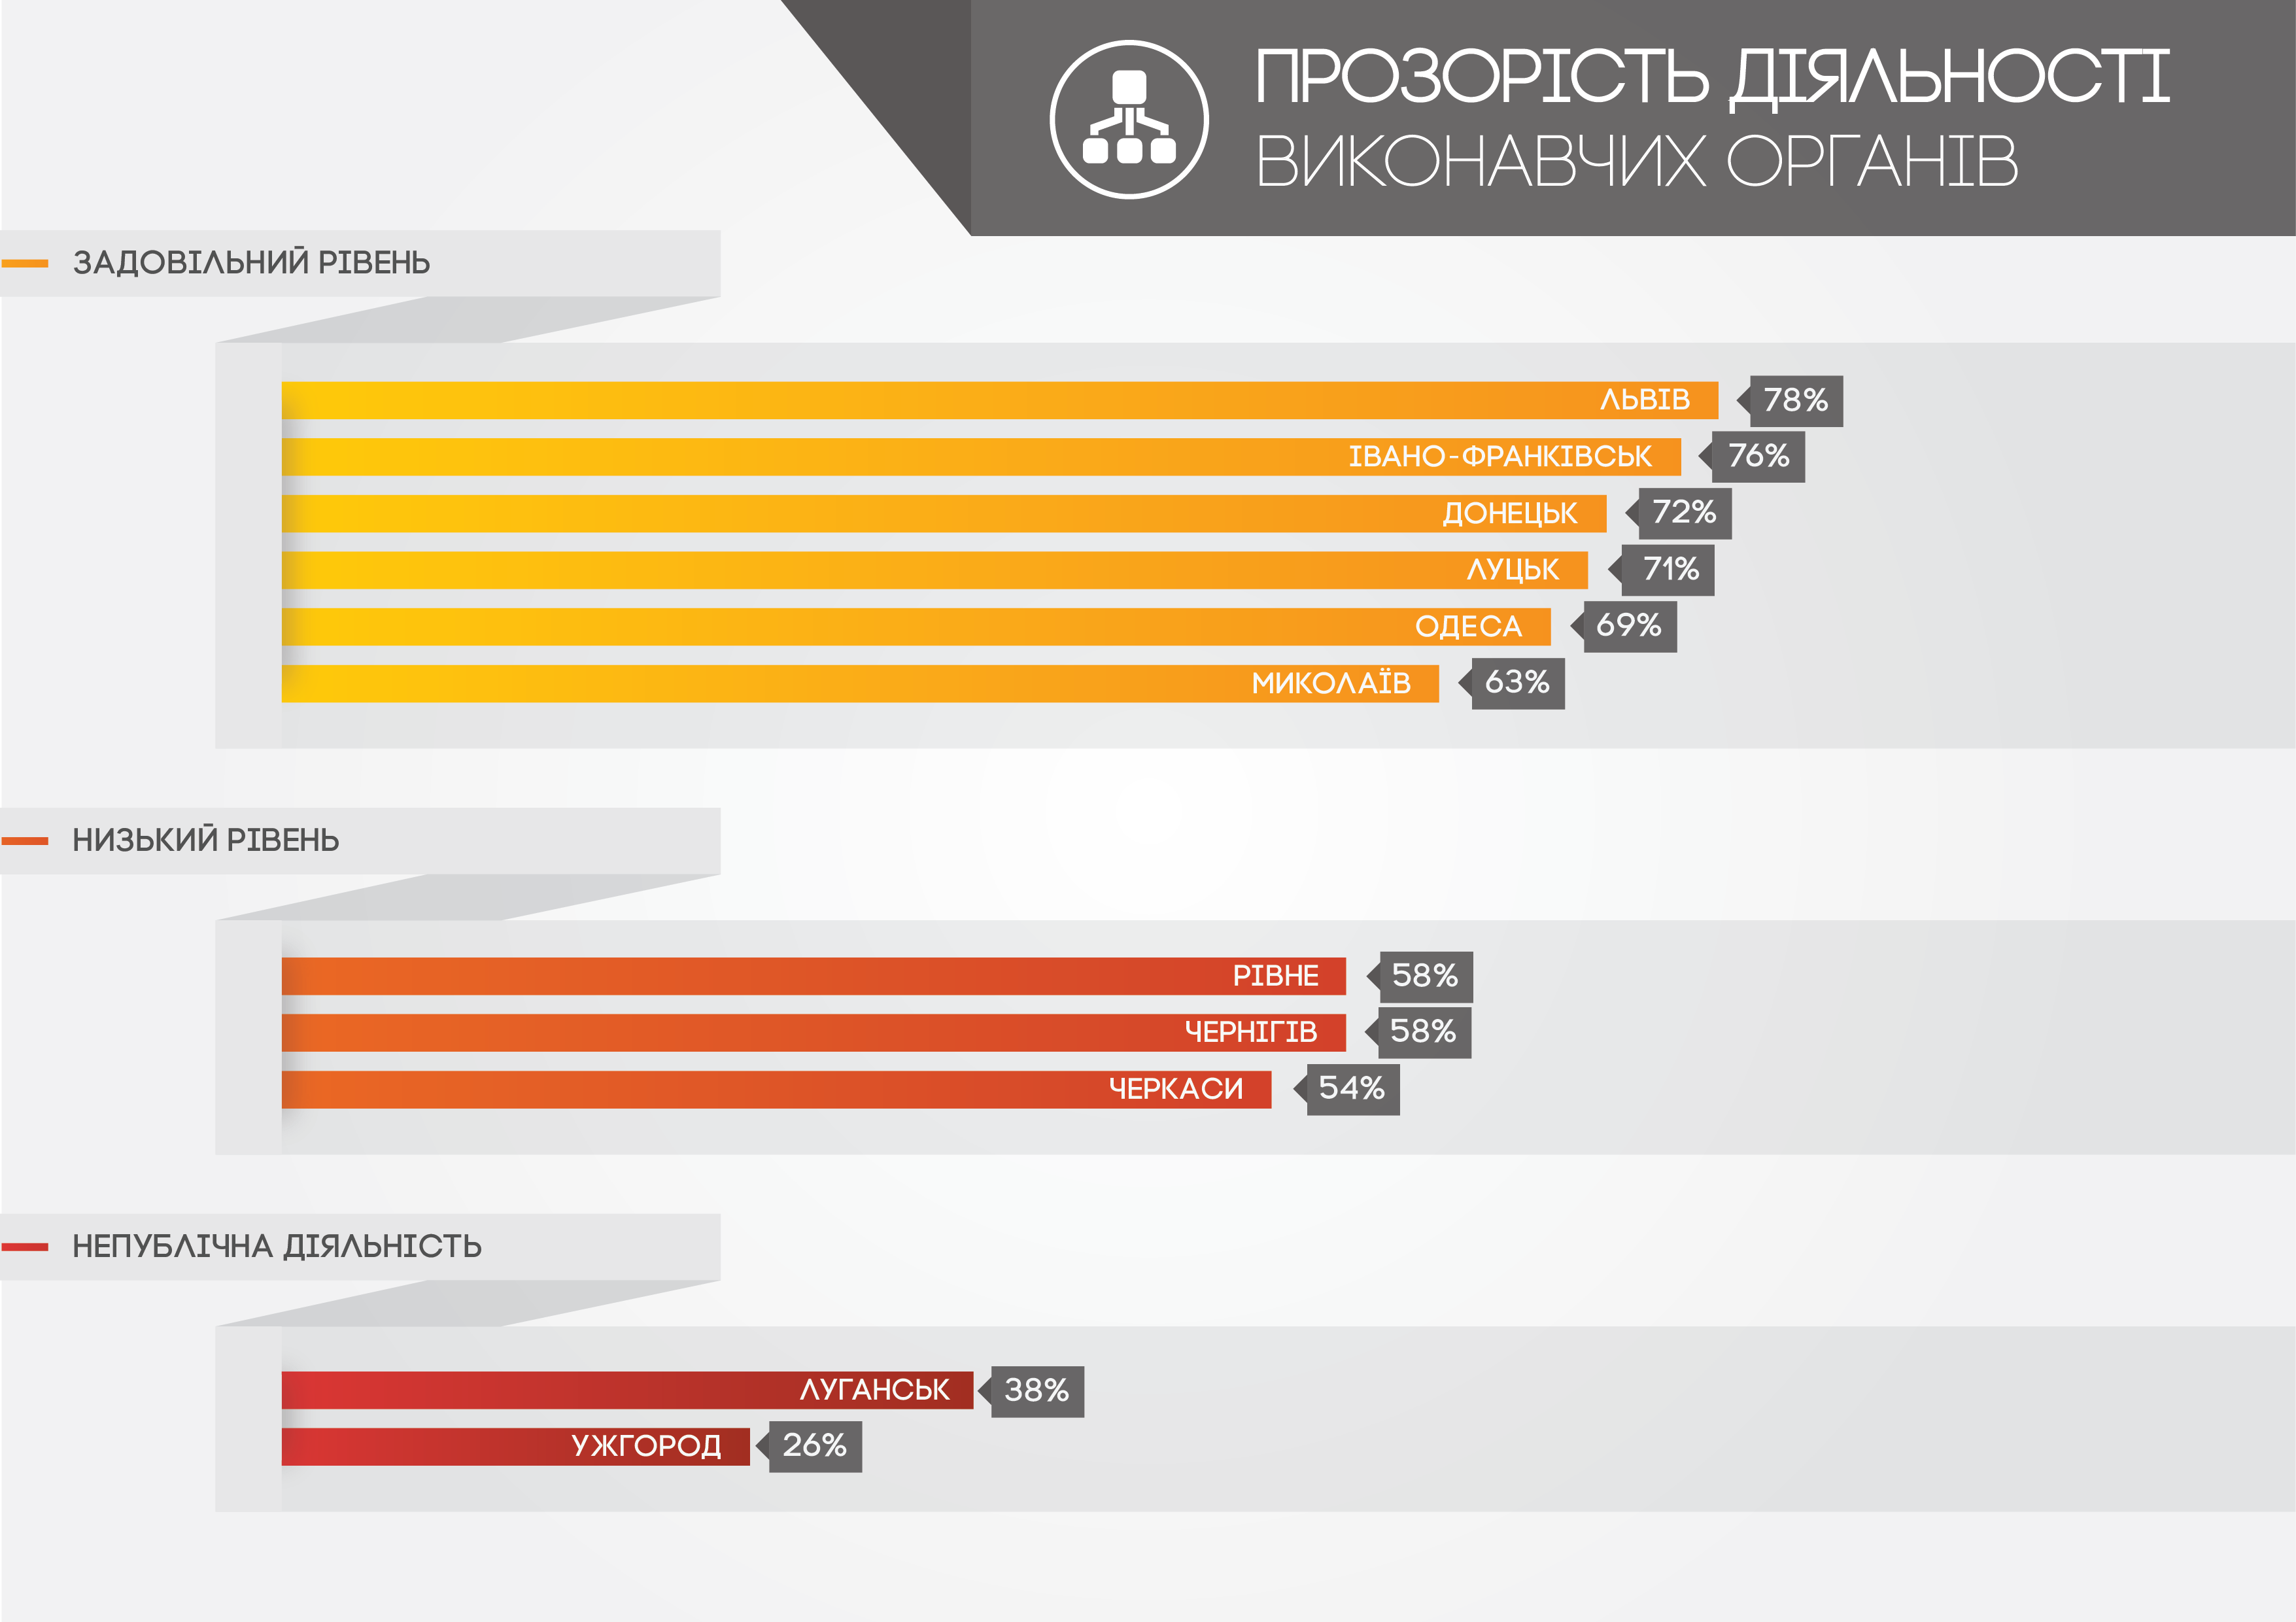 ПРОЗОРІСТЬ ДІЯЛЬНОСТІ
ВИКОНАВЧИХ ОРГАНІВ
ЗАДОВІЛЬНИЙ РІВЕНЬ
ЛЬВІВ 78%
ІВАНО-ФРАНКІВСЬК 76%
ДОНЕЦЬК 72%
ЛУЦЬК 71%
ОДЕСА 69%
МИКОЛАЇВ 63%
НИЗЬКИЙ РІВЕНЬ
РІВНЕ 58%
ЧЕРНІГІВ 58%
ЧЕРКАСИ 54%
НЕПУБЛІЧНА ДІЯЛЬНІСТЬ
ЛУГАНСЬК 38%
УЖГОРОД 26%